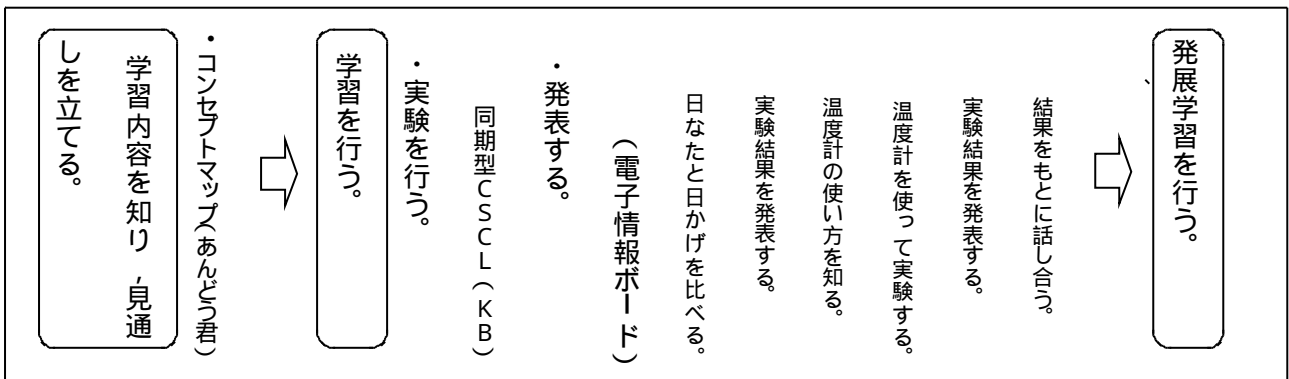 学習内容を知り,見通
しを立てる。
・コンセプトマップ(あんどう君)
学習を行う。
・実験を行う。
同期型CSCL(KB)
・発表する。
(電子情報ボード)
日なたと日かげを比べる。
実験結果を発表する。
温度計の使い方を知る。
温度計を使って実験する。
実験結果を発表する。
結果をもとに話し合う。
、
発展学習を行う。